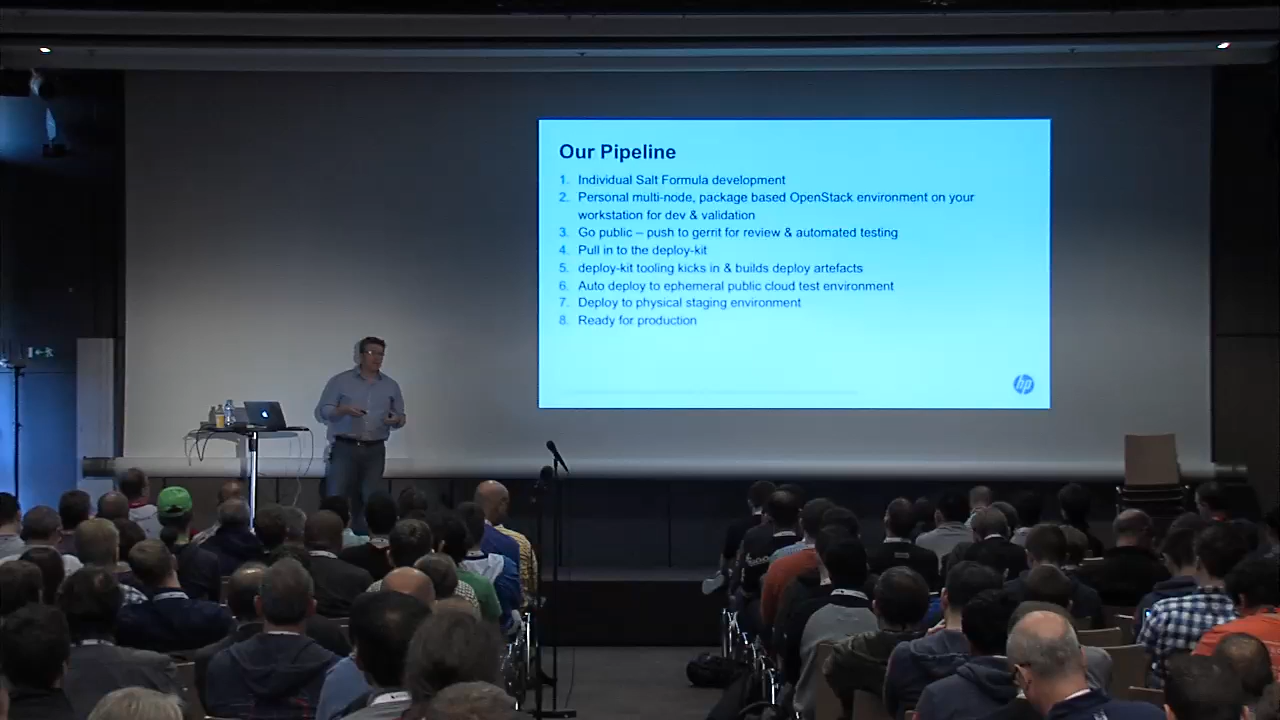 Our Pipeline
1. Individual Salt Formula development
2. Personal multi-node, package based OpenStack environment on your
workstation for dev & validation
3. Go public – push to gerrit for review & automated testing
4. Pull in to the deploy-kit
5. deploy-kit tooling kicks in & builds deploy artefacts
6. Auto deploy to ephemeral public cloud test environment
7. Deploy to physical staging environment
8. Ready for production
hp